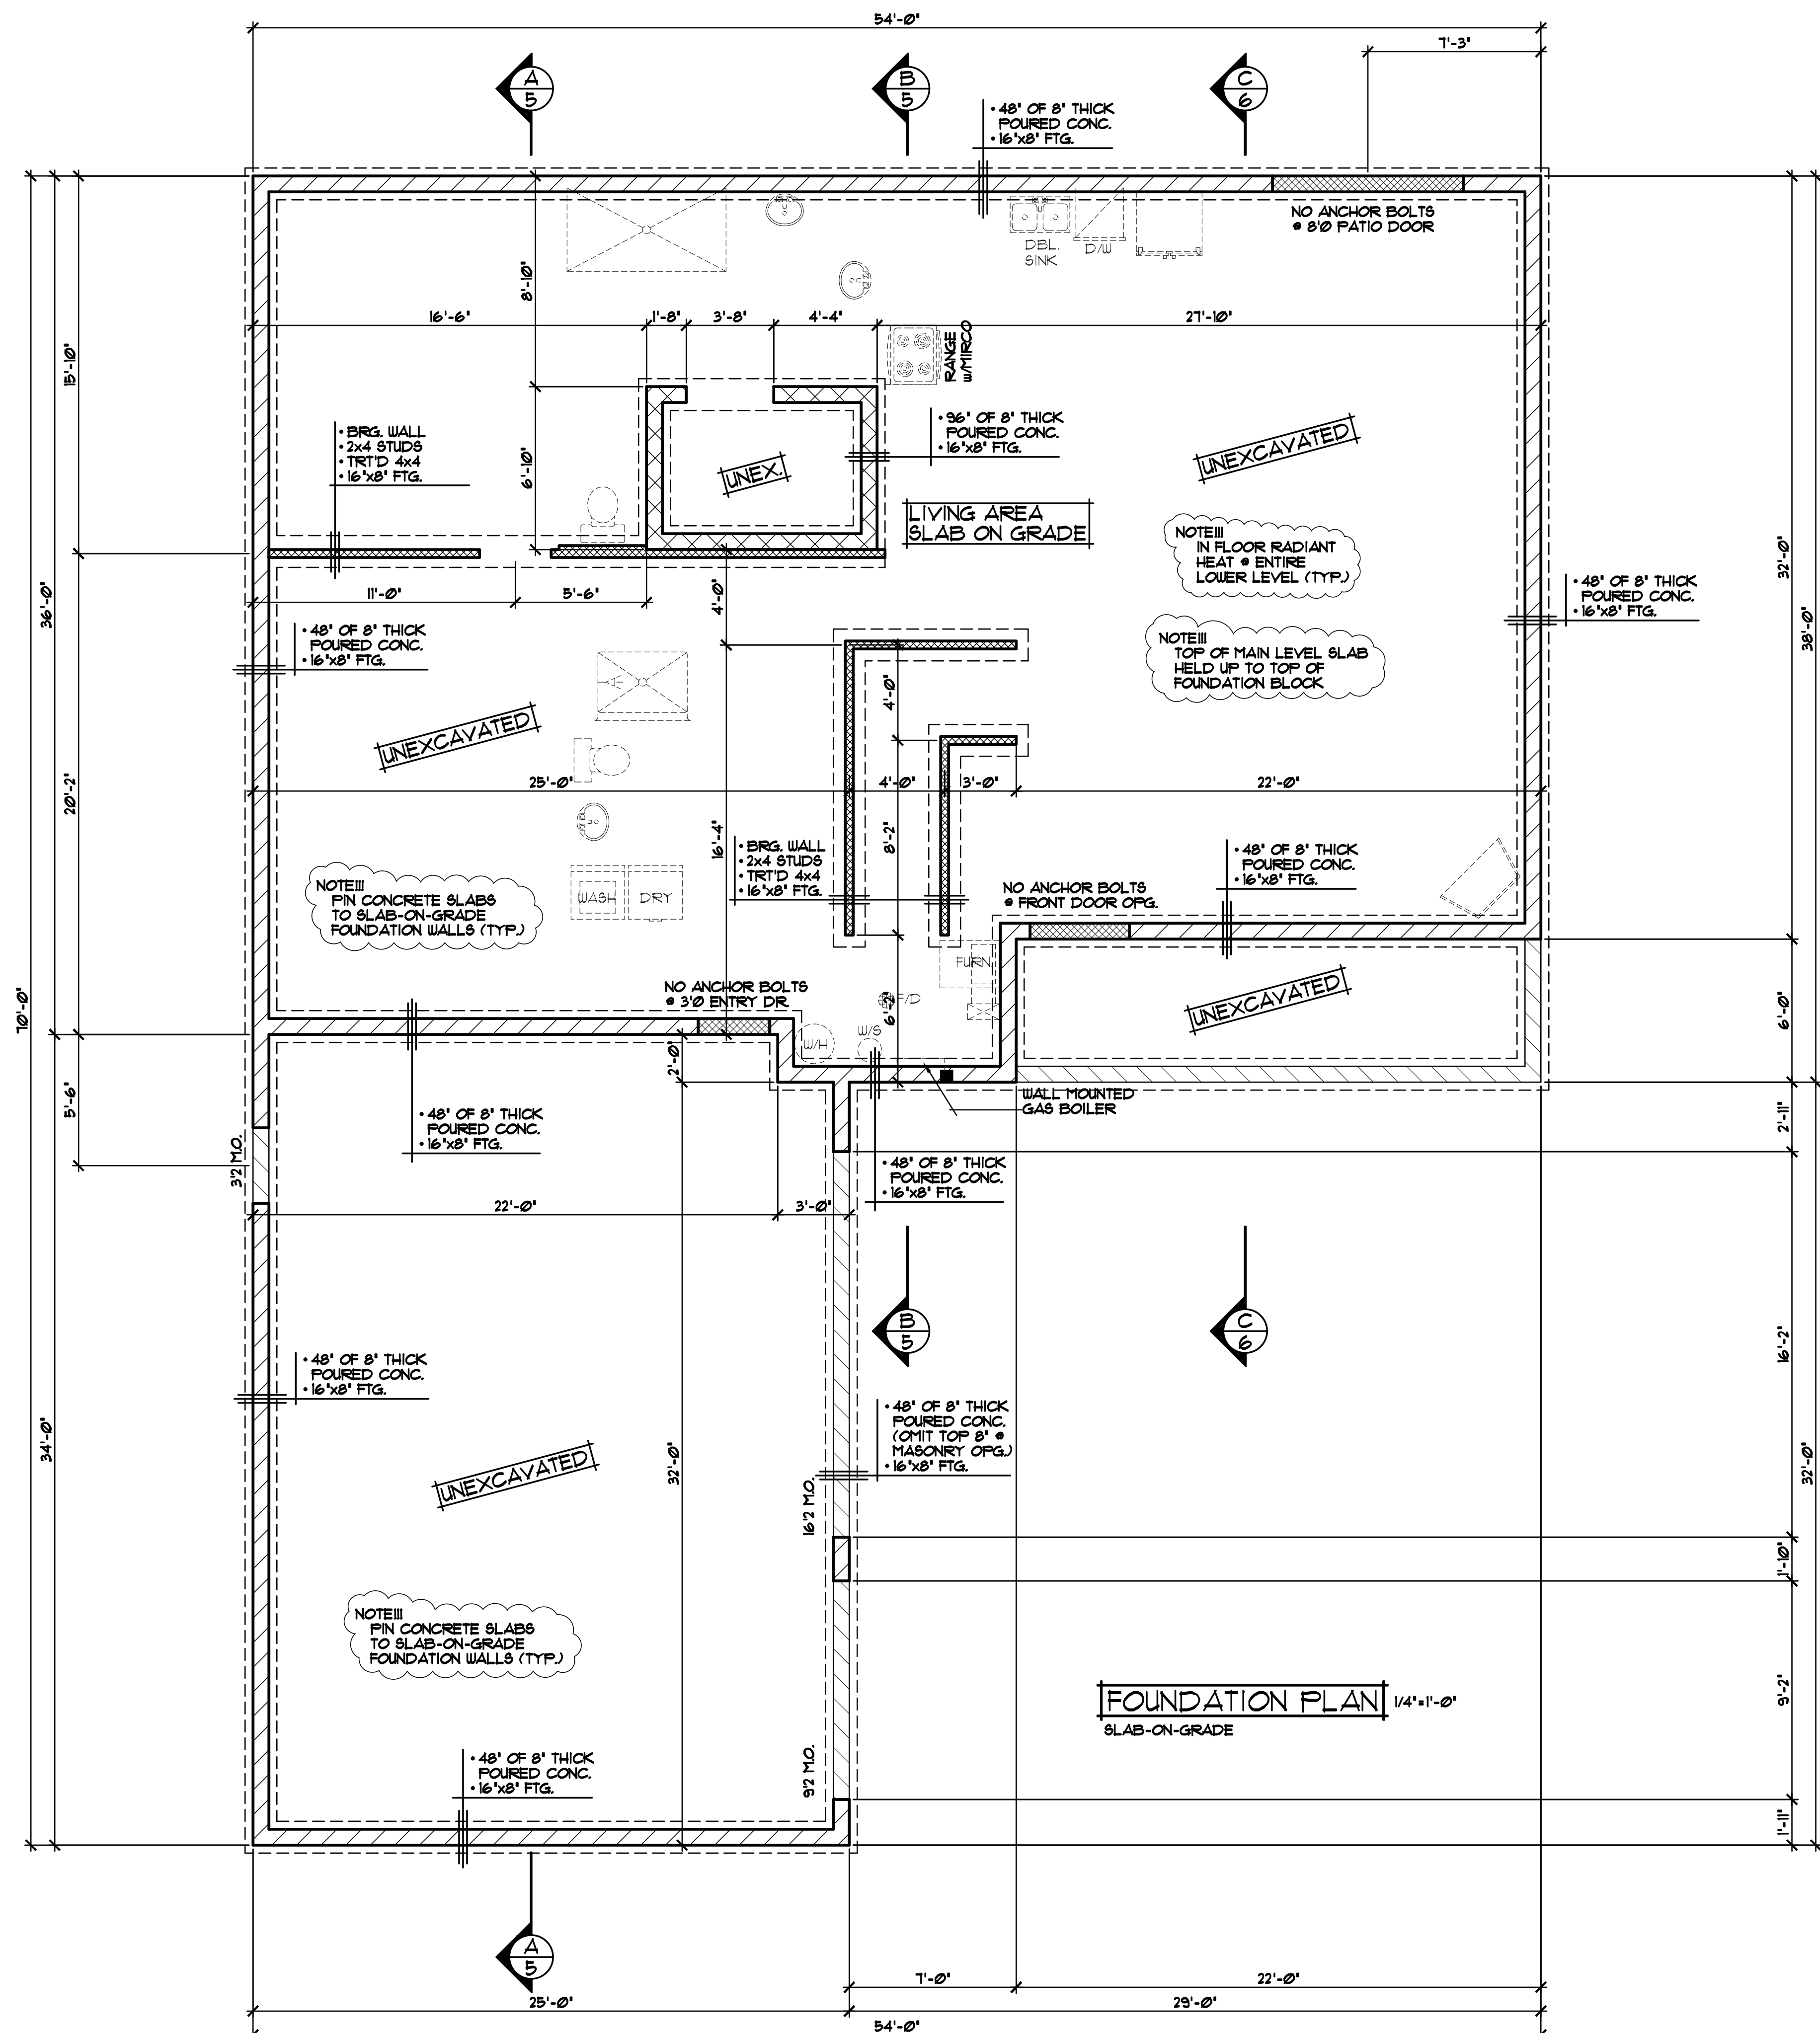 54'-0"
7'-3"
A
5
B
5
C
6
• 48" OF 8" THICK
POURED CONC.
• 16"x8" FTG.
NO ANCHOR BOLTS
@ 8'0 PATIO DOOR
DBL.
SINK
D/W
8'-10"
16'-6"
1'-8"
3'-8"
4'-4"
27'-10"
RANGE
w/MIRCO
15'-10"
• BRG. WALL
• 2x4 STUDS
• TRT'D 4x4
• 16"x8" FTG.
6'-10"
UNEX.
• 96" OF 8" THICK
POURED CONC.
• 16"x8" FTG.
UNEXCAVATED
LIVING AREA
SLAB ON GRADE
NOTE!!!
IN FLOOR RADIANT
HEAT @ ENTIRE
LOWER LEVEL (TYP.)
32'-0"
36'-0"
38'-0"
11'-0"
5'-6"
4'-0"
• 48" OF 8" THICK
POURED CONC.
• 16"x8" FTG.
• 48" OF 8" THICK
POURED CONC.
• 16"x8" FTG.
NOTE!!!
TOP OF MAIN LEVEL SLAB
HELD UP TO TOP OF
FOUNDATION BLOCK
4'-0"
UNEXCAVATED
20'-2"
25'-0"
4'-0"
3'-0"
22'-0"
16'-4"
8'-2"
• BRG. WALL
• 2x4 STUDS
• TRT'D 4x4
• 16"x8" FTG.
• 48" OF 8" THICK
POURED CONC.
• 16"x8" FTG.
NOTE!!!
PIN CONCRETE SLABS
TO SLAB-ON-GRADE
FOUNDATION WALLS (TYP.)
WASH
DRY
NO ANCHOR BOLTS
@ FRONT DOOR OPG.
FURN
NO ANCHOR BOLTS
@ 3'0 ENTRY DR.
F/D
6'-2"
UNEXCAVATED
6'-0"
70'-0"
W/H
W/S
2'-0"
WALL MOUNTED
GAS BOILER
5'-6"
3'2 M.O.
• 48" OF 8" THICK
POURED CONC.
• 16"x8" FTG.
2'-11"
• 48" OF 8" THICK
POURED CONC.
• 16"x8" FTG.
22'-0"
3'-0"
B
5
C
6
16'-2"
• 48" OF 8" THICK
POURED CONC.
• 16"x8" FTG.
34'-0"
32'-0"
• 48" OF 8" THICK
POURED CONC.
(OMIT TOP 8" @
MASONRY OPG.)
• 16"x8" FTG.
32'-0"
UNEXCAVATED
16'2 M.O.
1'-10"
NOTE!!!
PIN CONCRETE SLABS
TO SLAB-ON-GRADE
FOUNDATION WALLS (TYP.)
9'-2"
FOUNDATION PLAN 1/4"=1'-0"
SLAB-ON-GRADE
9'2 M.O.
• 48" OF 8" THICK
POURED CONC.
• 16"x8" FTG.
1'-11"
A
5
7'-0"
22'-0"
25'-0"
29'-0"
54'-0"